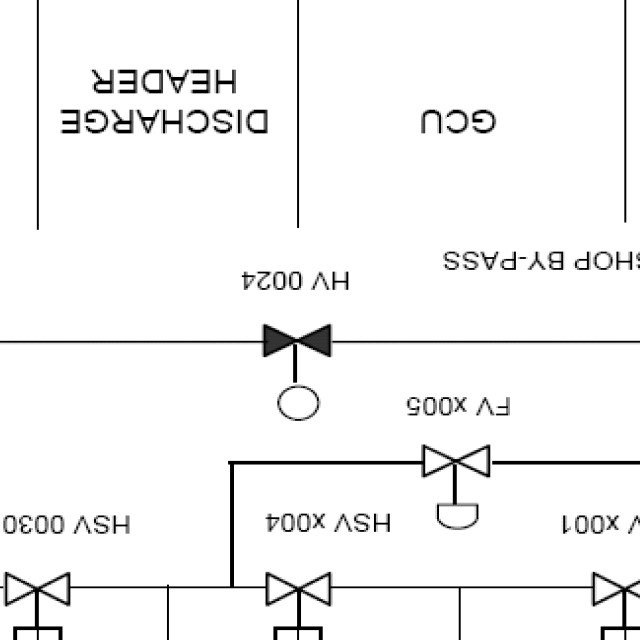 V x001
HSV x004
HSV 0030
FV x005
HV 0024
SHOP BY-PASS
GCU
DISCHARGE
HEADER